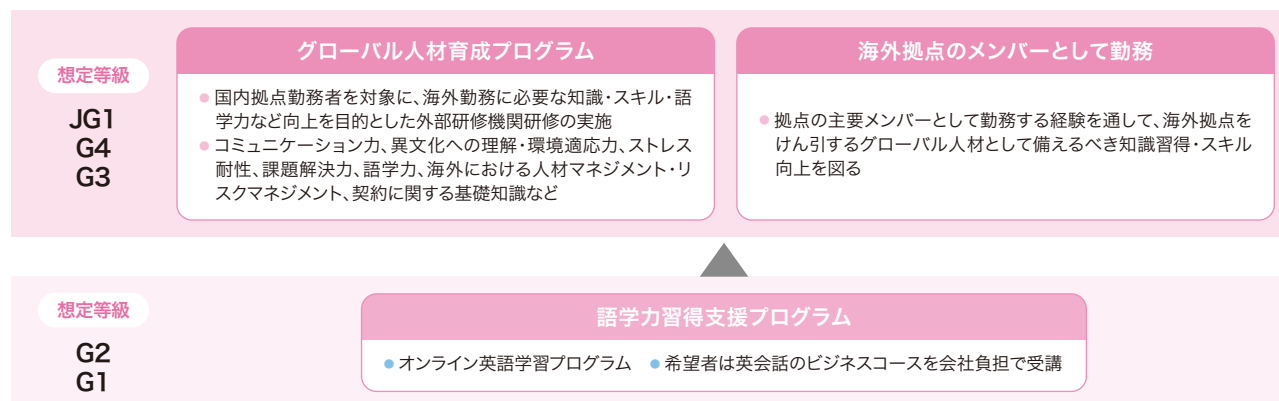 想定等級
JG1
G4
G3
グローバル人材育成プログラム
● 国内拠点勤務者を対象に、海外勤務に必要な知識・スキル・語
学力など向上を目的とした外部研修機関研修の実施
● コミュニケーション力、異文化への理解・環境適応力、ストレス
耐性、課題解決力、語学力、海外における人材マネジメント・リ
スクマネジメント、契約に関する基礎知識など
海外拠点のメンバーとして勤務
● 拠点の主要メンバーとして勤務する経験を通して、海外拠点を
けん引するグローバル人材として備えるべき知識習得・スキル
向上を図る
想定等級
G2
G1
語学力習得支援プログラム
● オンライン英語学習プログラム ● 希望者は英会話のビジネスコースを会社負担で受講